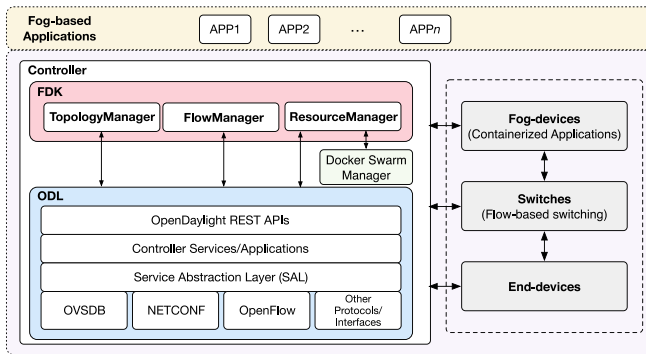 Fog-based
Applications
APP1
APP2
...
APPn
Controller
FDK
TopologyManager
FlowManager
ResourceManager
Docker Swarm
Manager
ODL
OpenDaylight REST APIs
Controller Services/Applications
Service Abstraction Layer (SAL)
OVSDB
NETCONF
OpenFlow
Other
Protocols/
Interfaces
Fog-devices
(Containerized Applications)
Switches
(Flow-based switching)
End-devices